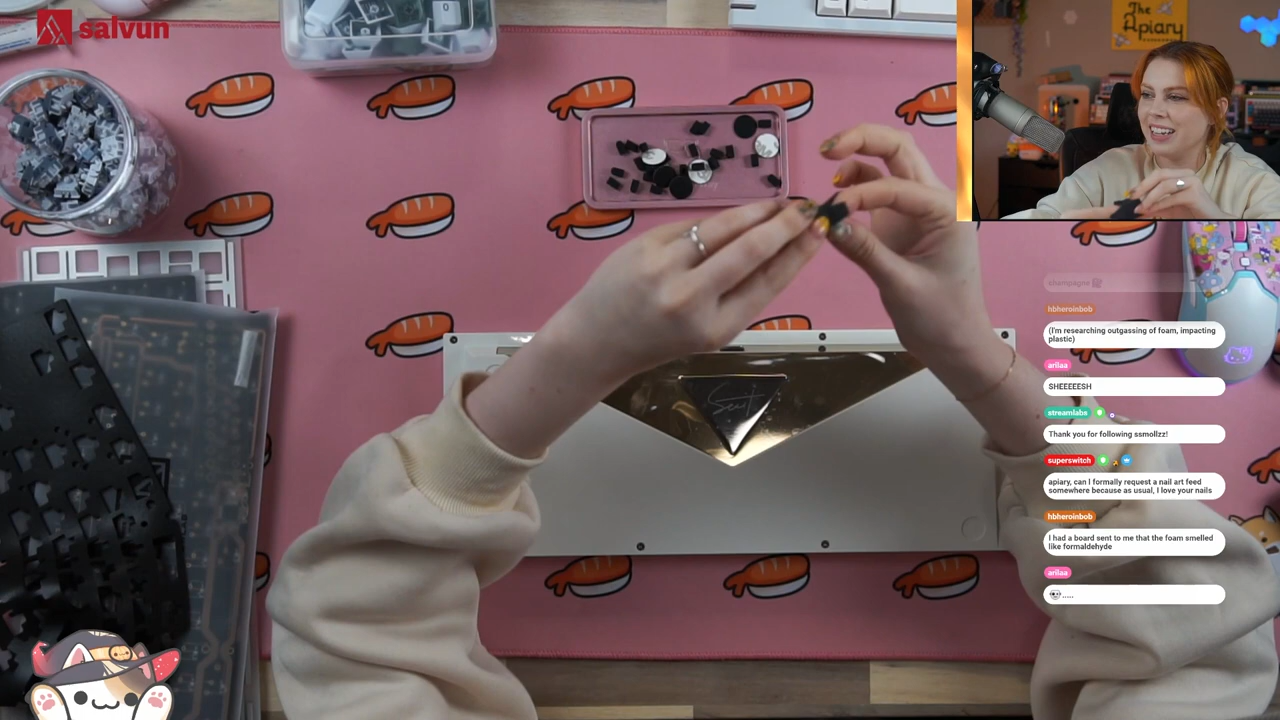 salvun
The
Apiary
shampagne
hbheroinbob
(I'm researching outgassing of foam, impacting
plastic)
arilaa
SHEEEEESH
streamlabs
Thank you for following ssmollzz!
superswitch
apiary, can I formally request a nail art feed
somewhere because as usual, I love your nails
hbheroinbob
I had a board sent to me that the foam smelled
like formaldehyde
arilaa
.....